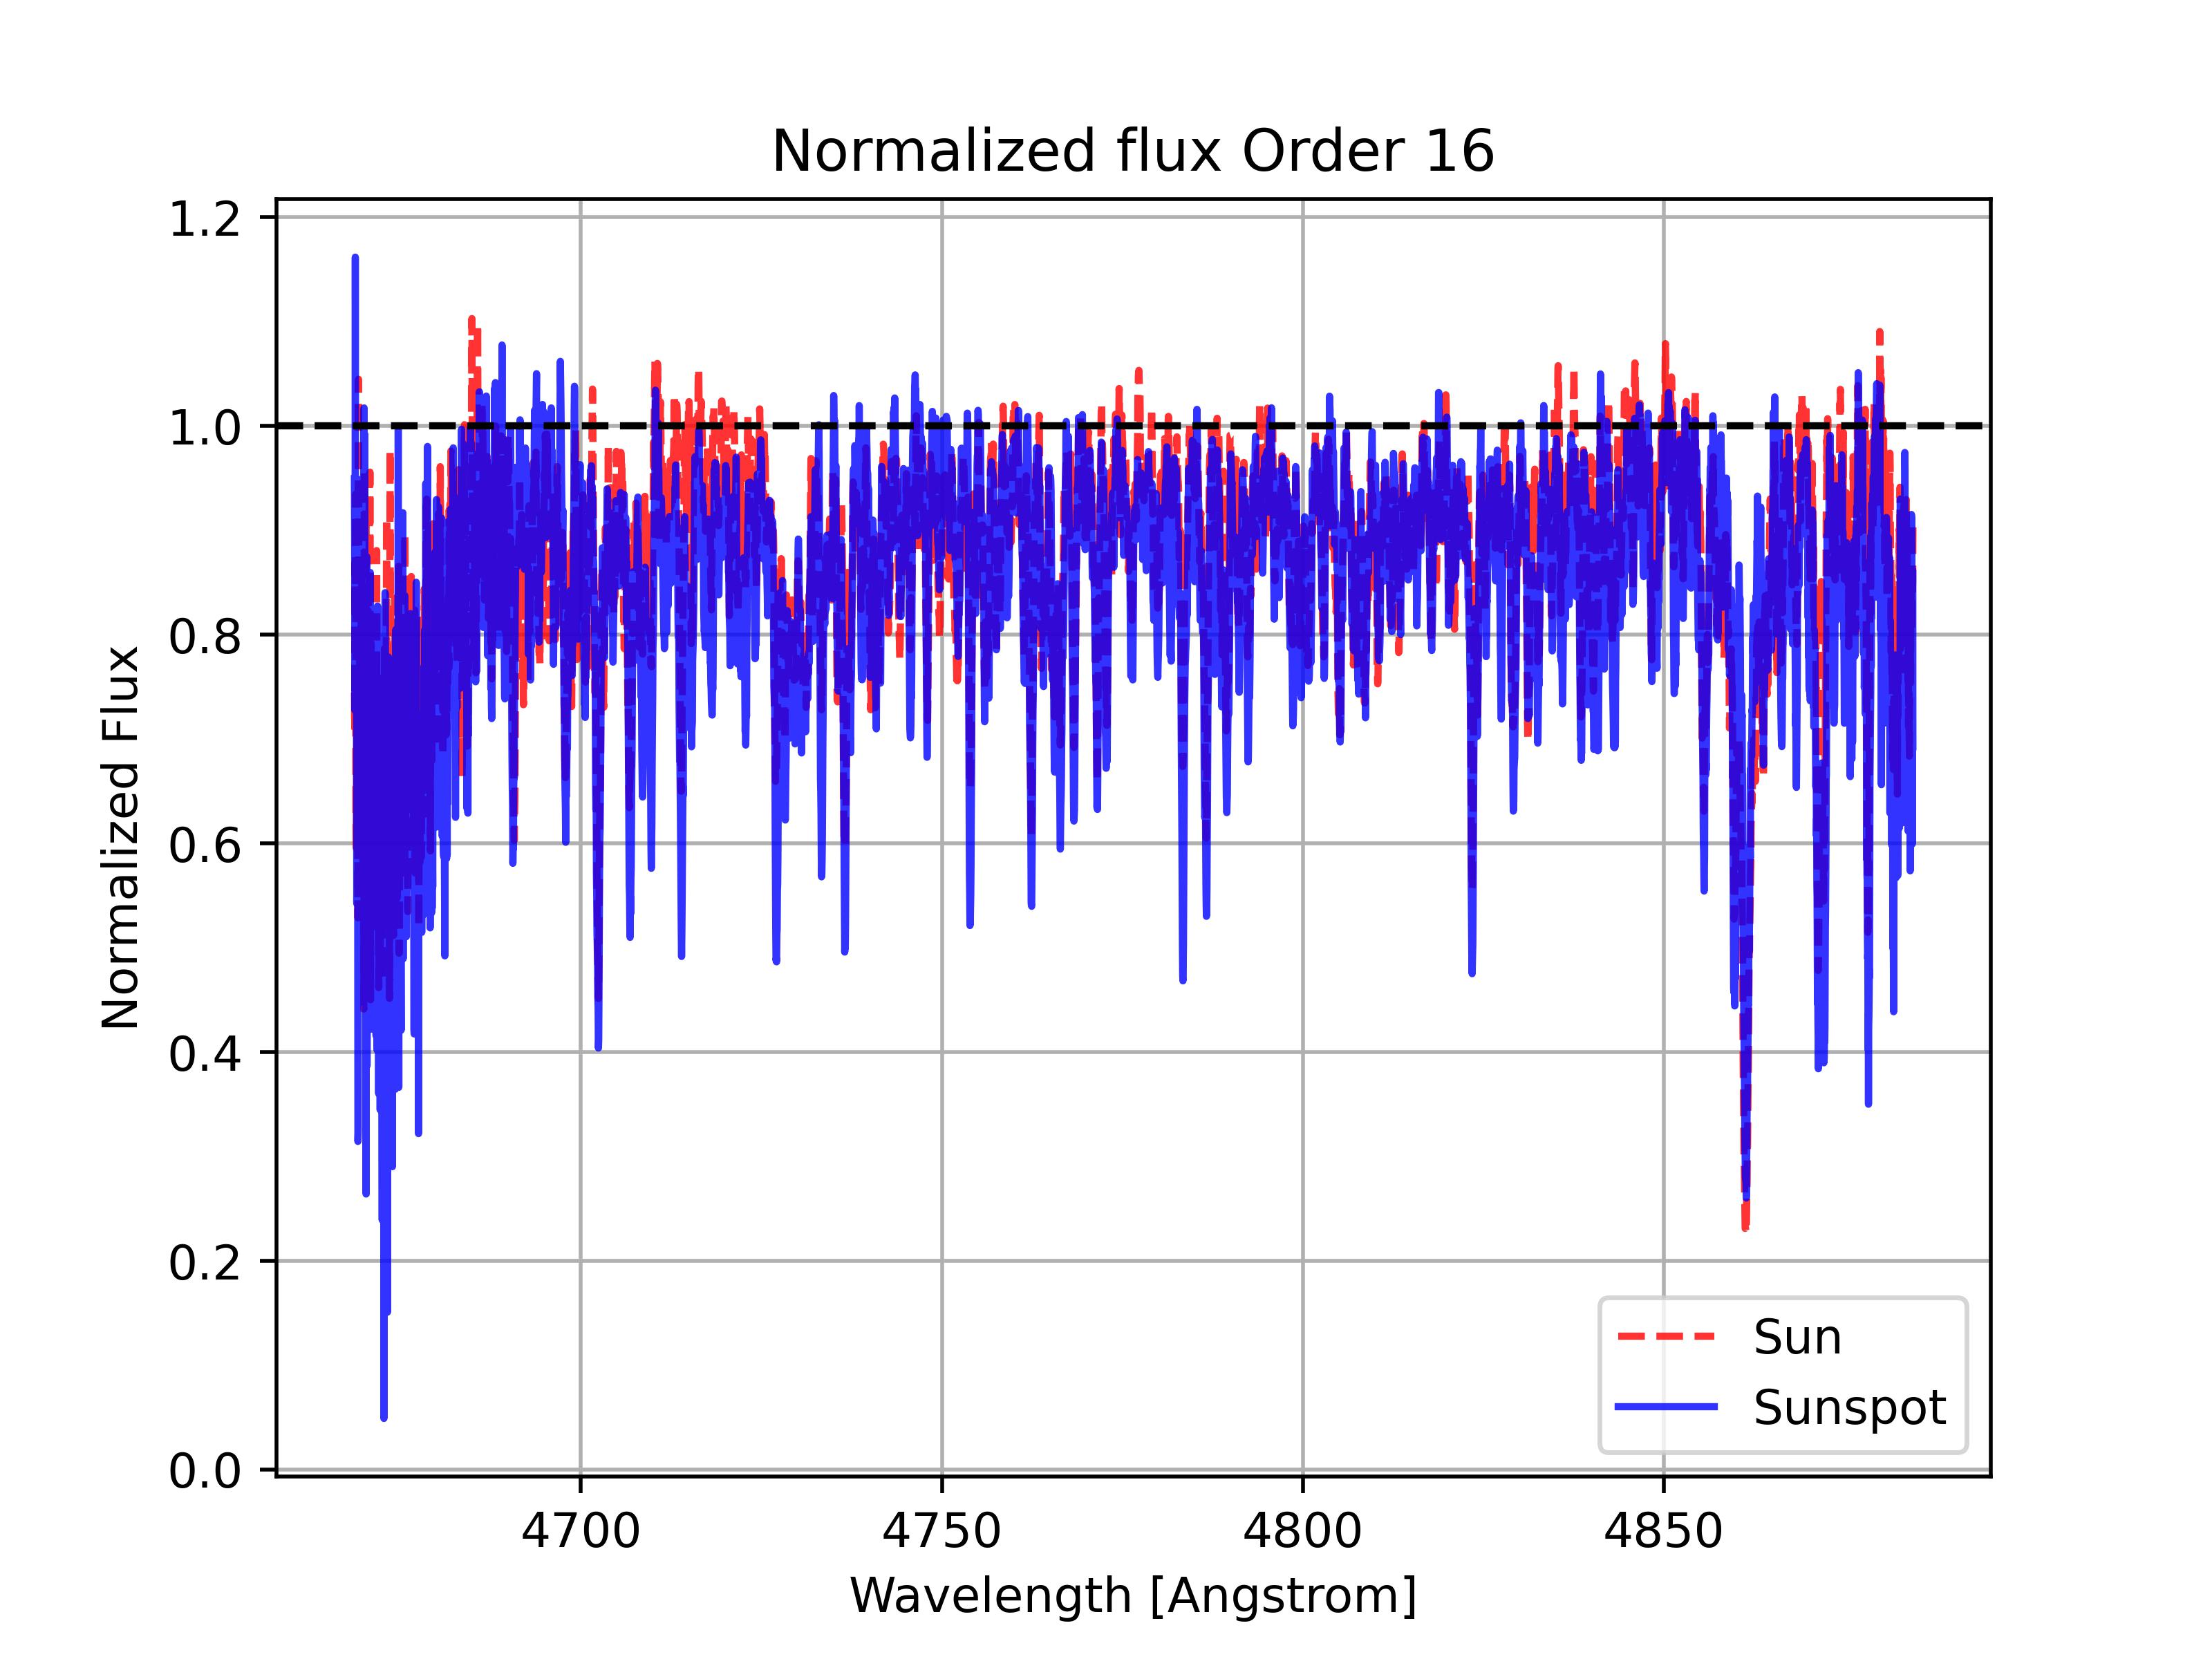 Normalized flux Order 16
1.2
1.0
0.8
0.6
0.4
0.2
0.0
Normalized Flux
4700
4750
4800
4850
Wavelength [Angstrom]
Sun
Sunspot